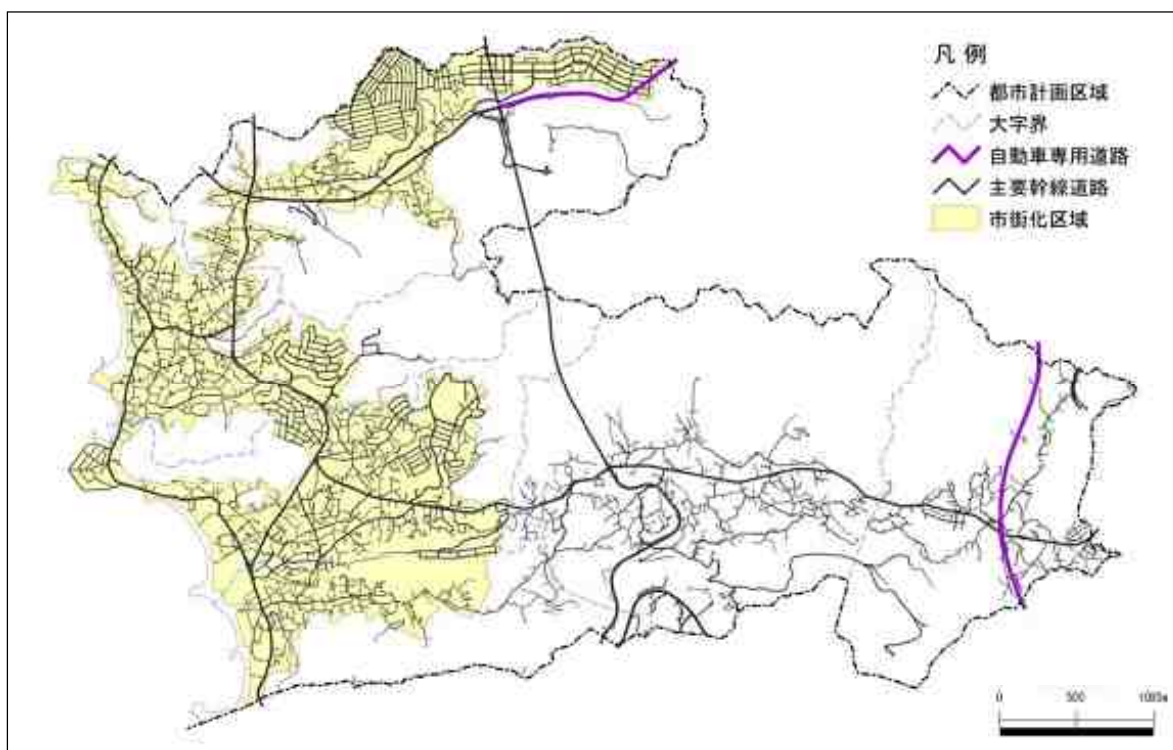 凡 例
都市計画区域
大字界
自動車専用道路
主要幹線道路
市街化区域
0 500 1000m